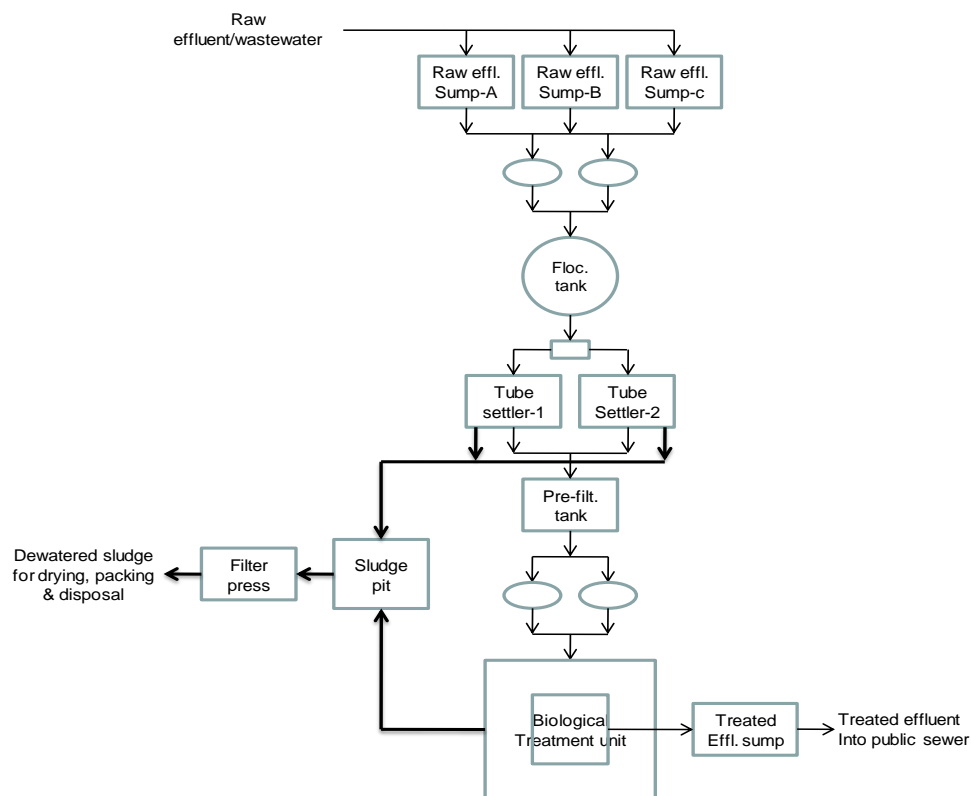 Raw
effluent/wastewater
Raw effl.
Sump-A
Raw effl.
Sump-B
Raw effl.
Sump-c
Floc.
tank
Tube
settler-1
Tube
Settler-2
Pre-filt.
tank
Dewatered sludge
for drying, packing
& disposal
Filter
press
Sludge
pit
Biological
Treatment unit
Treated
Effl. sump
Treated effluent
Into public sewer